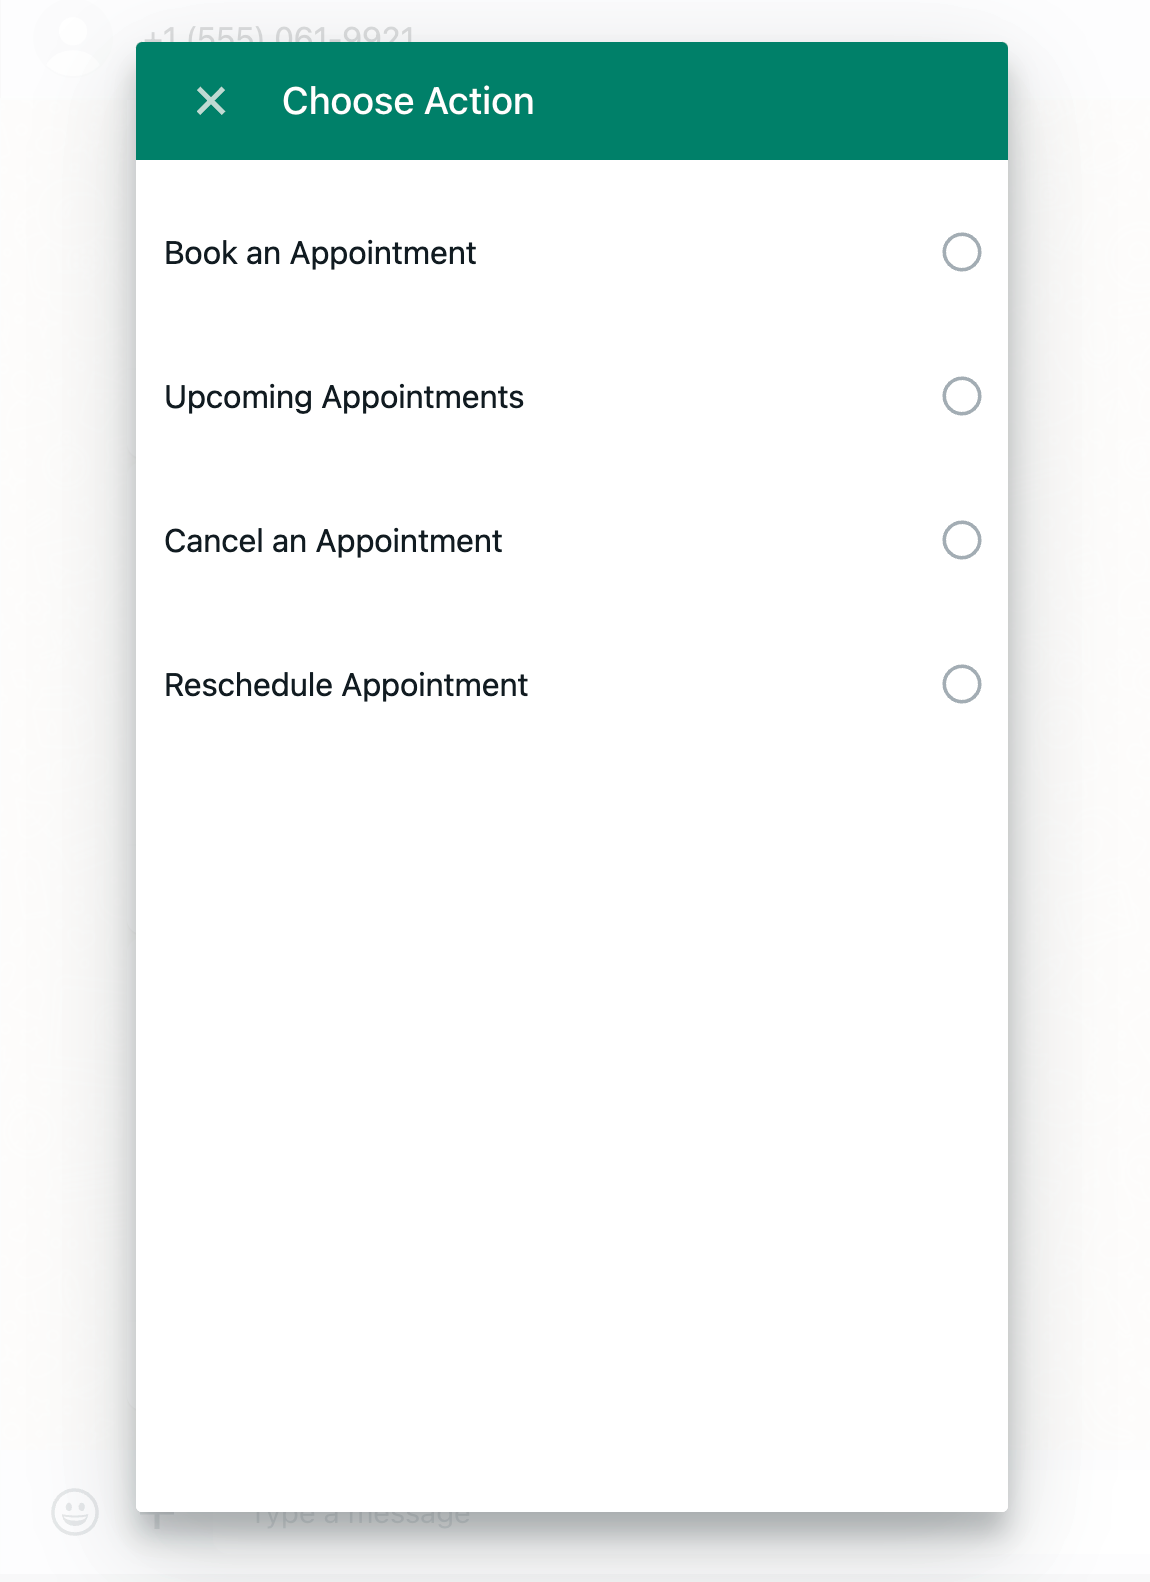 +1 (555) 061-9921
Choose Action
Book an Appointment
Upcoming Appointments
Cancel an Appointment
Reschedule Appointment
Type a message